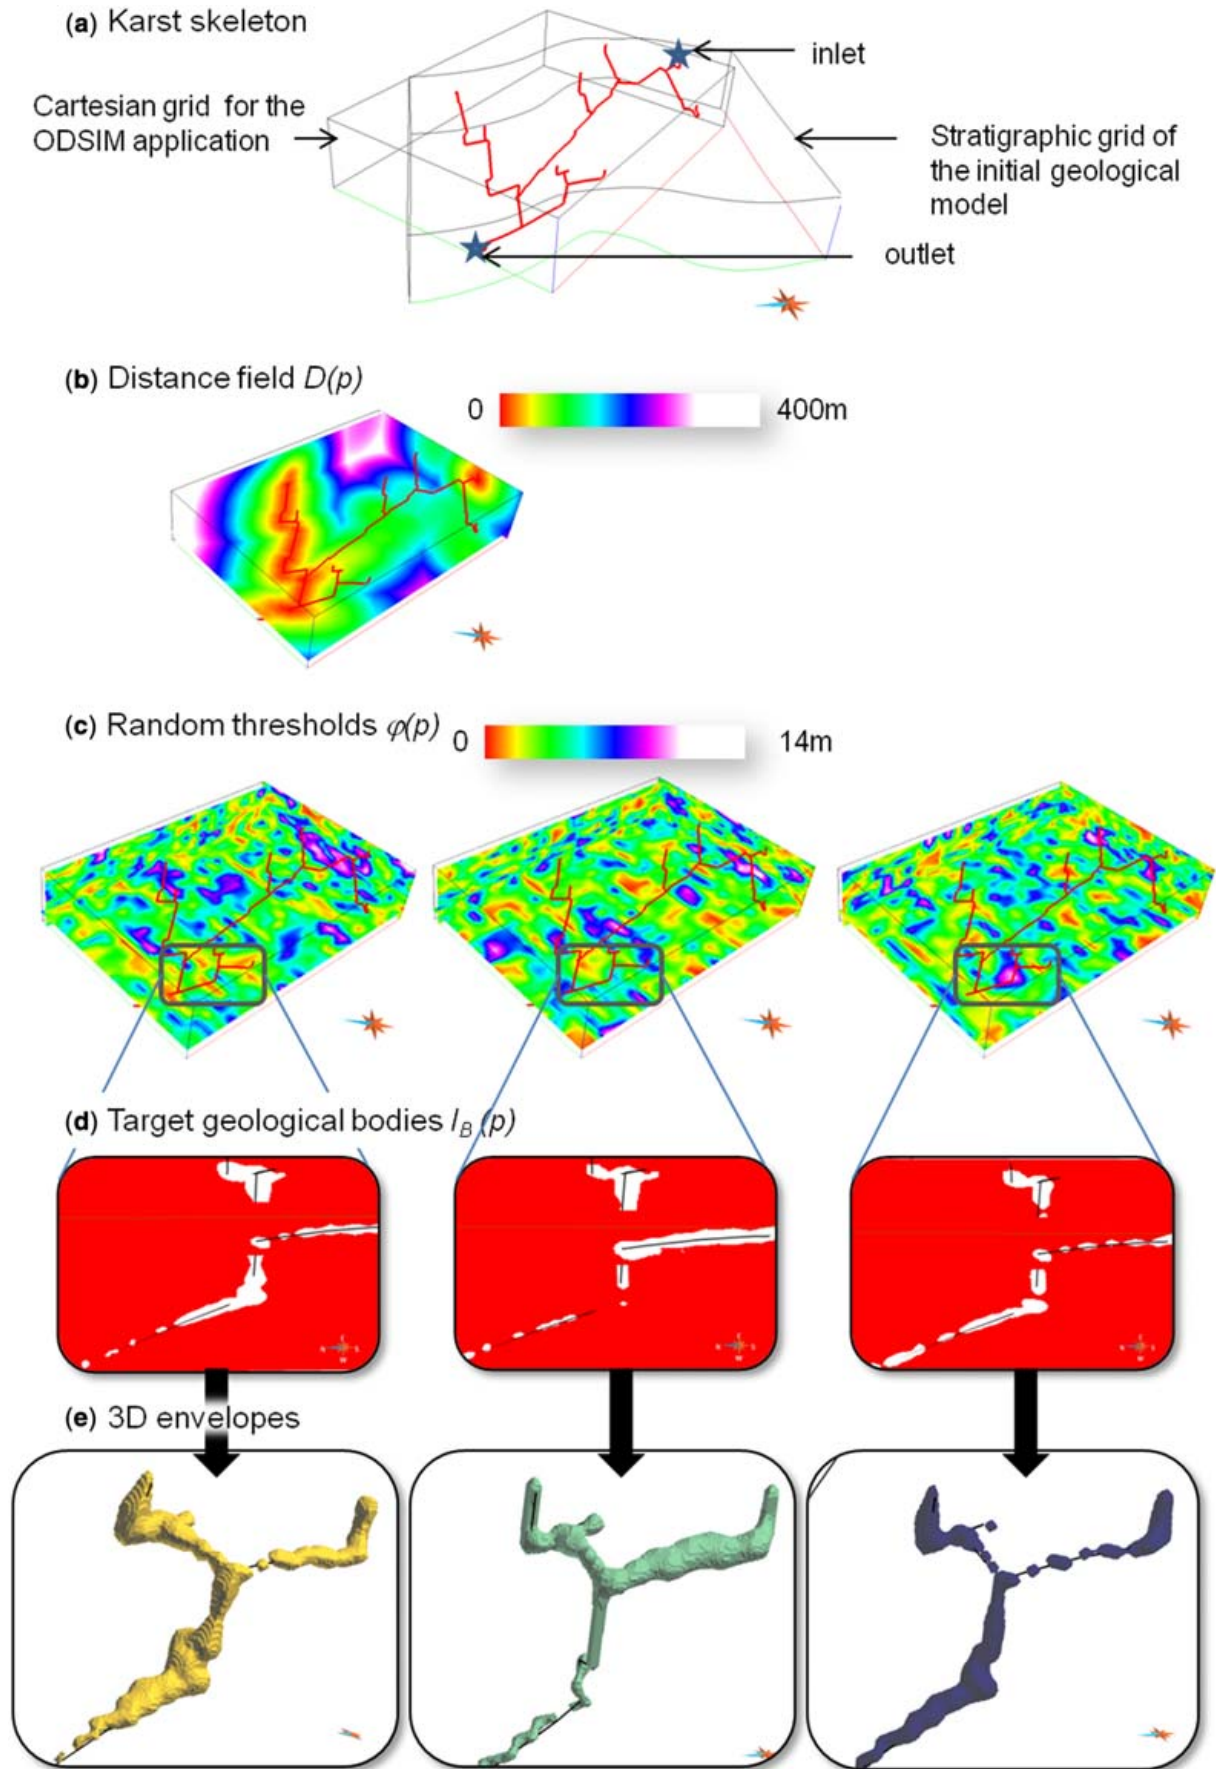 (a) Karst skeleton
inlet
Cartesian grid for the
ODSIM application
Stratigraphic grid of
the initial geological
model
outlet
(b) Distance field D(p)
0
400m
(c) Random thresholds φ(p)
0
14m
(d) Target geological bodies I_B (p)
(e) 3D envelopes